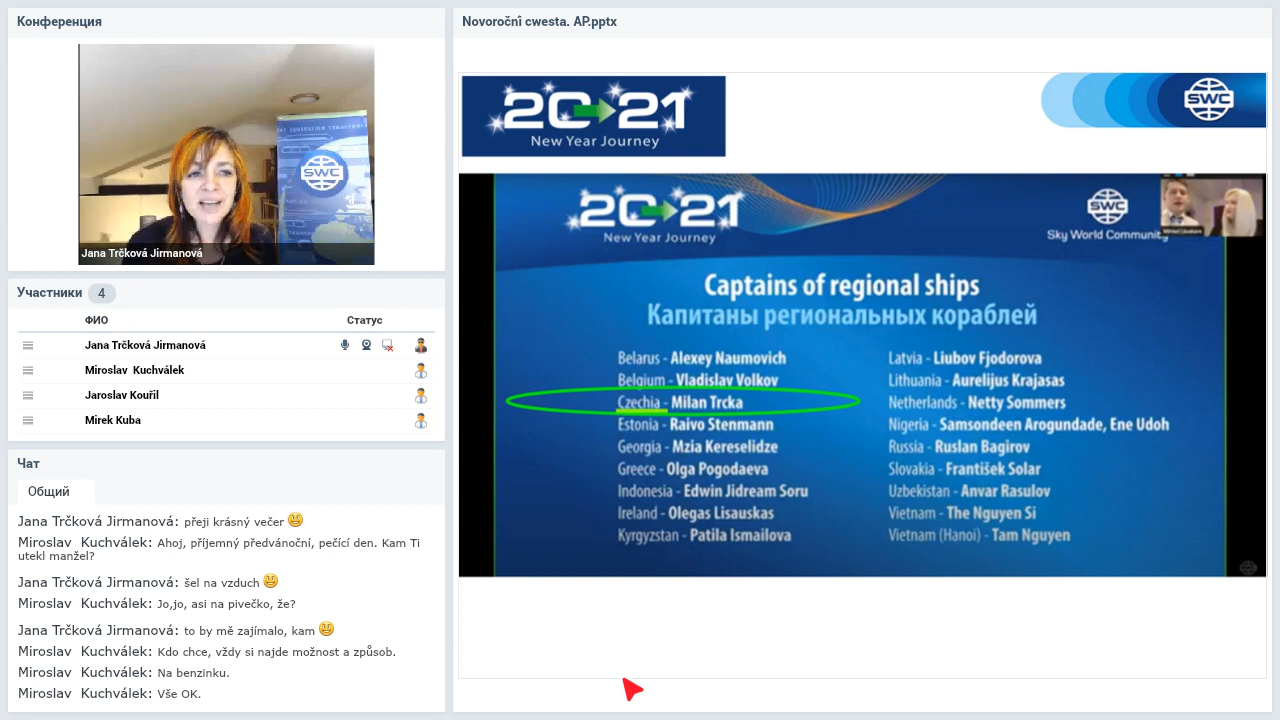 Конференция
SWC
Jana Trčková Jirmanová
Участники 4
ФИО Статус
Jana Trčková Jirmanová
Miroslav Kuchválek
Jaroslav Kouřil
Mirek Kuba
Чат
Общий
Jana Trčková Jirmanová: přeji krásný večer
Miroslav Kuchválek: Ahoj, příjemný předvánoční, pečící den. Kam Ti
utekl manžel?
Jana Trčková Jirmanová: šel na vzduch
Miroslav Kuchválek: Jo,jo, asi na pivečko, že?
Jana Trčková Jirmanová: to by mě zajímalo, kam
Miroslav Kuchválek: Kdo chce, vždy si najde možnost a způsob.
Miroslav Kuchválek: Na benzinku.
Miroslav Kuchválek: Vše OK.
Novoroční cwesta. AP.pptx
2021
New Year Journey
SWC
2021
New Year Journey
SWC
Sky World Community
Captains of regional ships
Капитаны региональных кораблей
Belarus - Alexey Naumovich
Belgium - Vladislav Volkov
Czechia - Milan Trcka
Estonia - Raivo Stenmann
Georgia - Mzia Kereselidze
Greece - Olga Pogodaeva
Indonesia - Edwin Jidream Soru
Ireland - Olegas Lisauskas
Kyrgyzstan - Patila Ismailova
Latvia - Liubov Fjodorova
Lithuania - Aurelijus Krajasas
Netherlands - Netty Sommers
Nigeria - Samsondeen Arogundade, Ene Udoh
Russia - Ruslan Bagirov
Slovakia - František Solar
Uzbekistan - Anvar Rasulov
Vietnam - The Nguyen Si
Vietnam (Hanoi) - Tam Nguyen